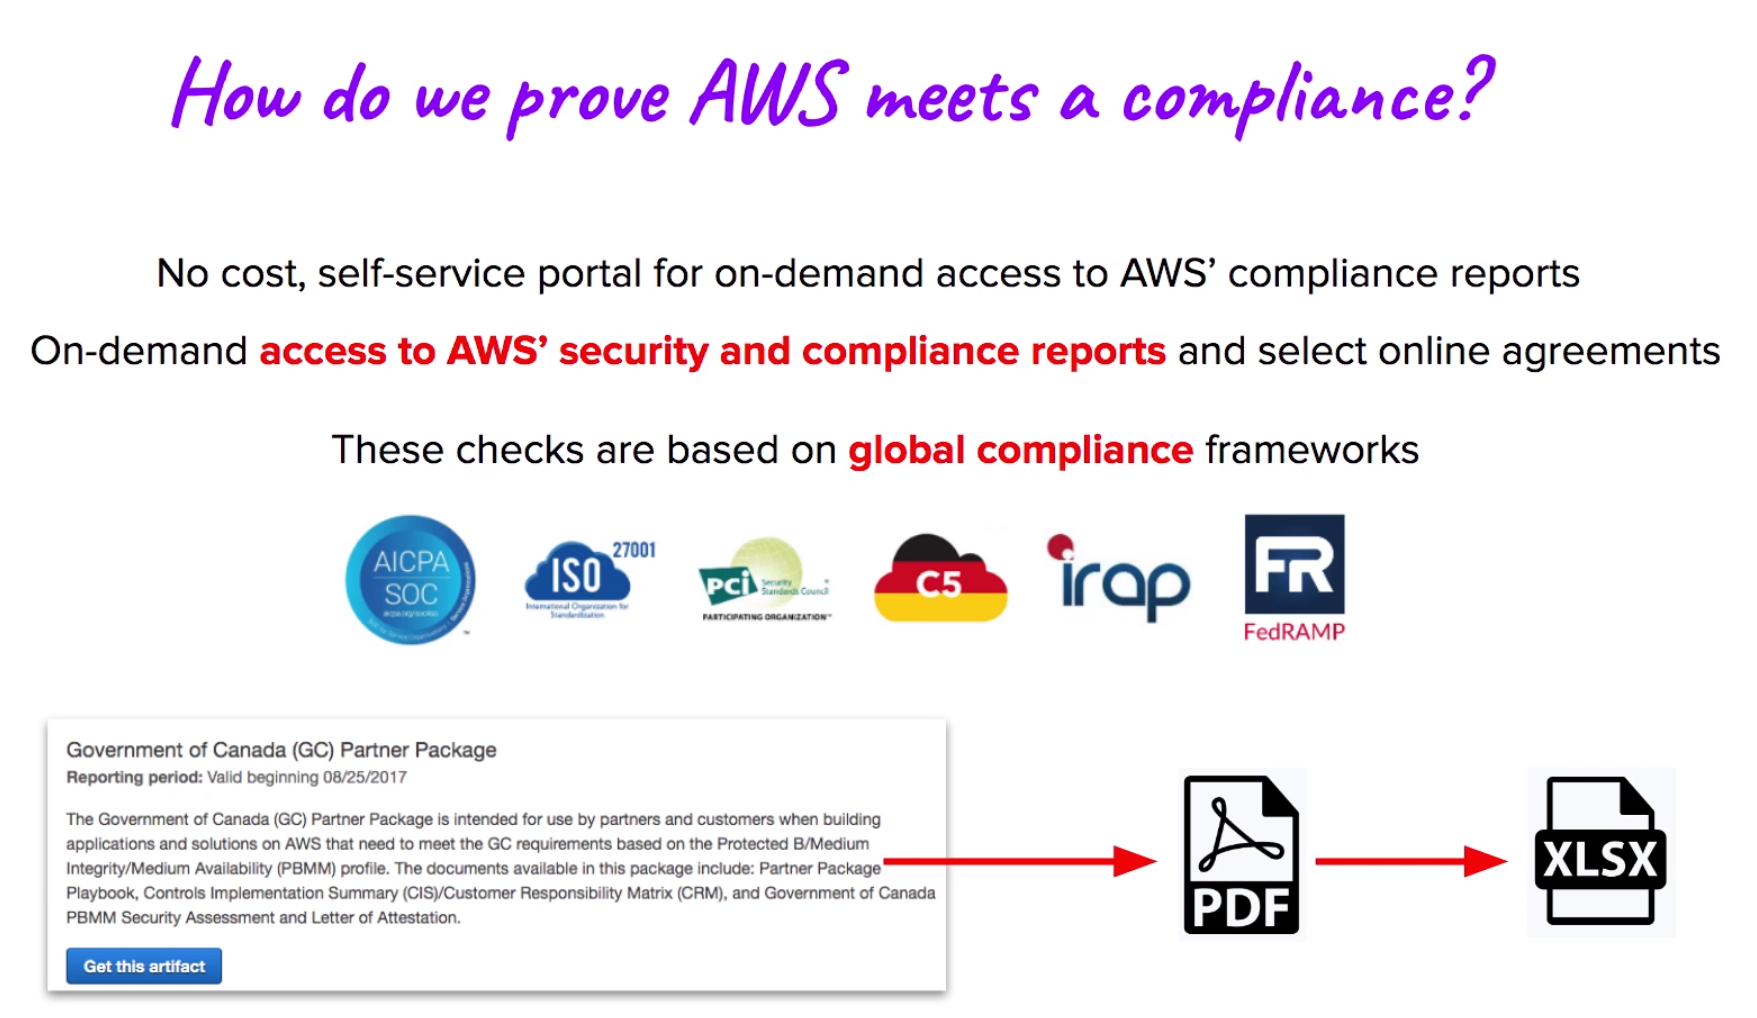 How do we prove AWS meets a compliance?
No cost, self-service portal for on-demand access to AWS’ compliance reports
On-demand access to AWS’ security and compliance reports and select online agreements
These checks are based on global compliance frameworks
AICPA
SOC
27001
ISO
International Organization for
Standardization
PCI Security
Standards Council
PARTICIPATING ORGANIZATION™
C5
irap
FR
FedRAMP
Government of Canada (GC) Partner Package
Reporting period: Valid beginning 08/25/2017
The Government of Canada (GC) Partner Package is intended for use by partners and customers when building
applications and solutions on AWS that need to meet the GC requirements based on the Protected B/Medium
Integrity/Medium Availability (PBMM) profile. The documents available in this package include: Partner Package
Playbook, Controls Implementation Summary (CIS)/Customer Responsibility Matrix (CRM), and Government of Canada
PBMM Security Assessment and Letter of Attestation.
Get this artifact
PDF
XLSX